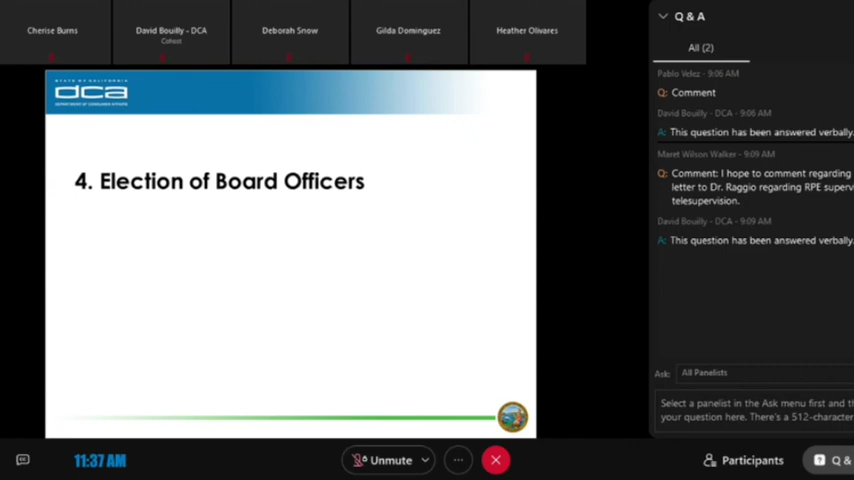 Cherise Burns
David Bouilly - DCA
Cohost
Deborah Snow
Gilda Dominguez
Heather Olivares
STATE OF CALIFORNIA
dca
DEPARTMENT OF CONSUMER AFFAIRS
4. Election of Board Officers
Q & A
All (2)
Pablo Velez - 9:06 AM
Q: Comment
David Bouilly - DCA - 9:06 AM
A: This question has been answered verbally.
Maret Wilson Walker - 9:09 AM
Q: Comment: I hope to comment regarding
letter to Dr. Raggio regarding RPE superv
telesupervision.
David Bouilly - DCA - 9:09 AM
A: This question has been answered verbally.
Ask: All Panelists
Select a panelist in the Ask menu first and th
your question here. There's a 512-character
11:37 AM
Unmute
Participants
? Q &